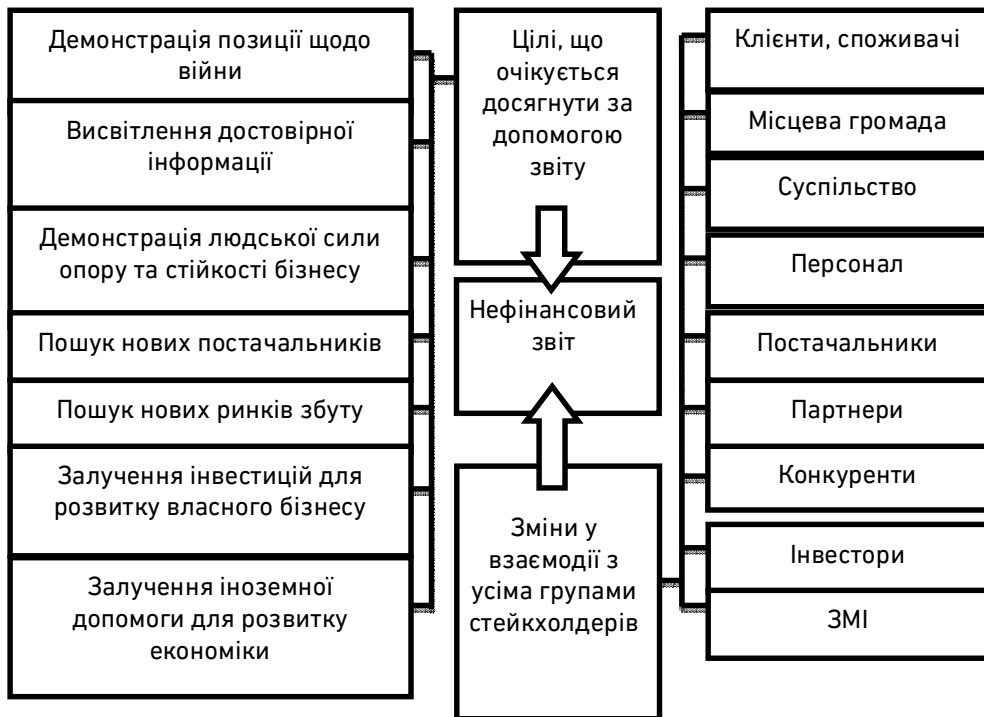 Демонстрація позиції щодо
війни
Висвітлення достовірної
інформації
Демонстрація людської сили
опору та стійкості бізнесу
Пошук нових постачальників
Пошук нових ринків збуту
Залучення інвестицій для
розвитку власного бізнесу
Залучення іноземної
допомоги для розвитку
економіки
Цілі, що
очікується
досягнути за
допомогою
звіту
Нефінансовий
звіт
Зміни у
взаємодії з
усіма групами
стейкхолдерів
Клієнти, споживачі
Місцева громада
Суспільство
Персонал
Постачальники
Партнери
Конкуренти
Інвестори
ЗМІ